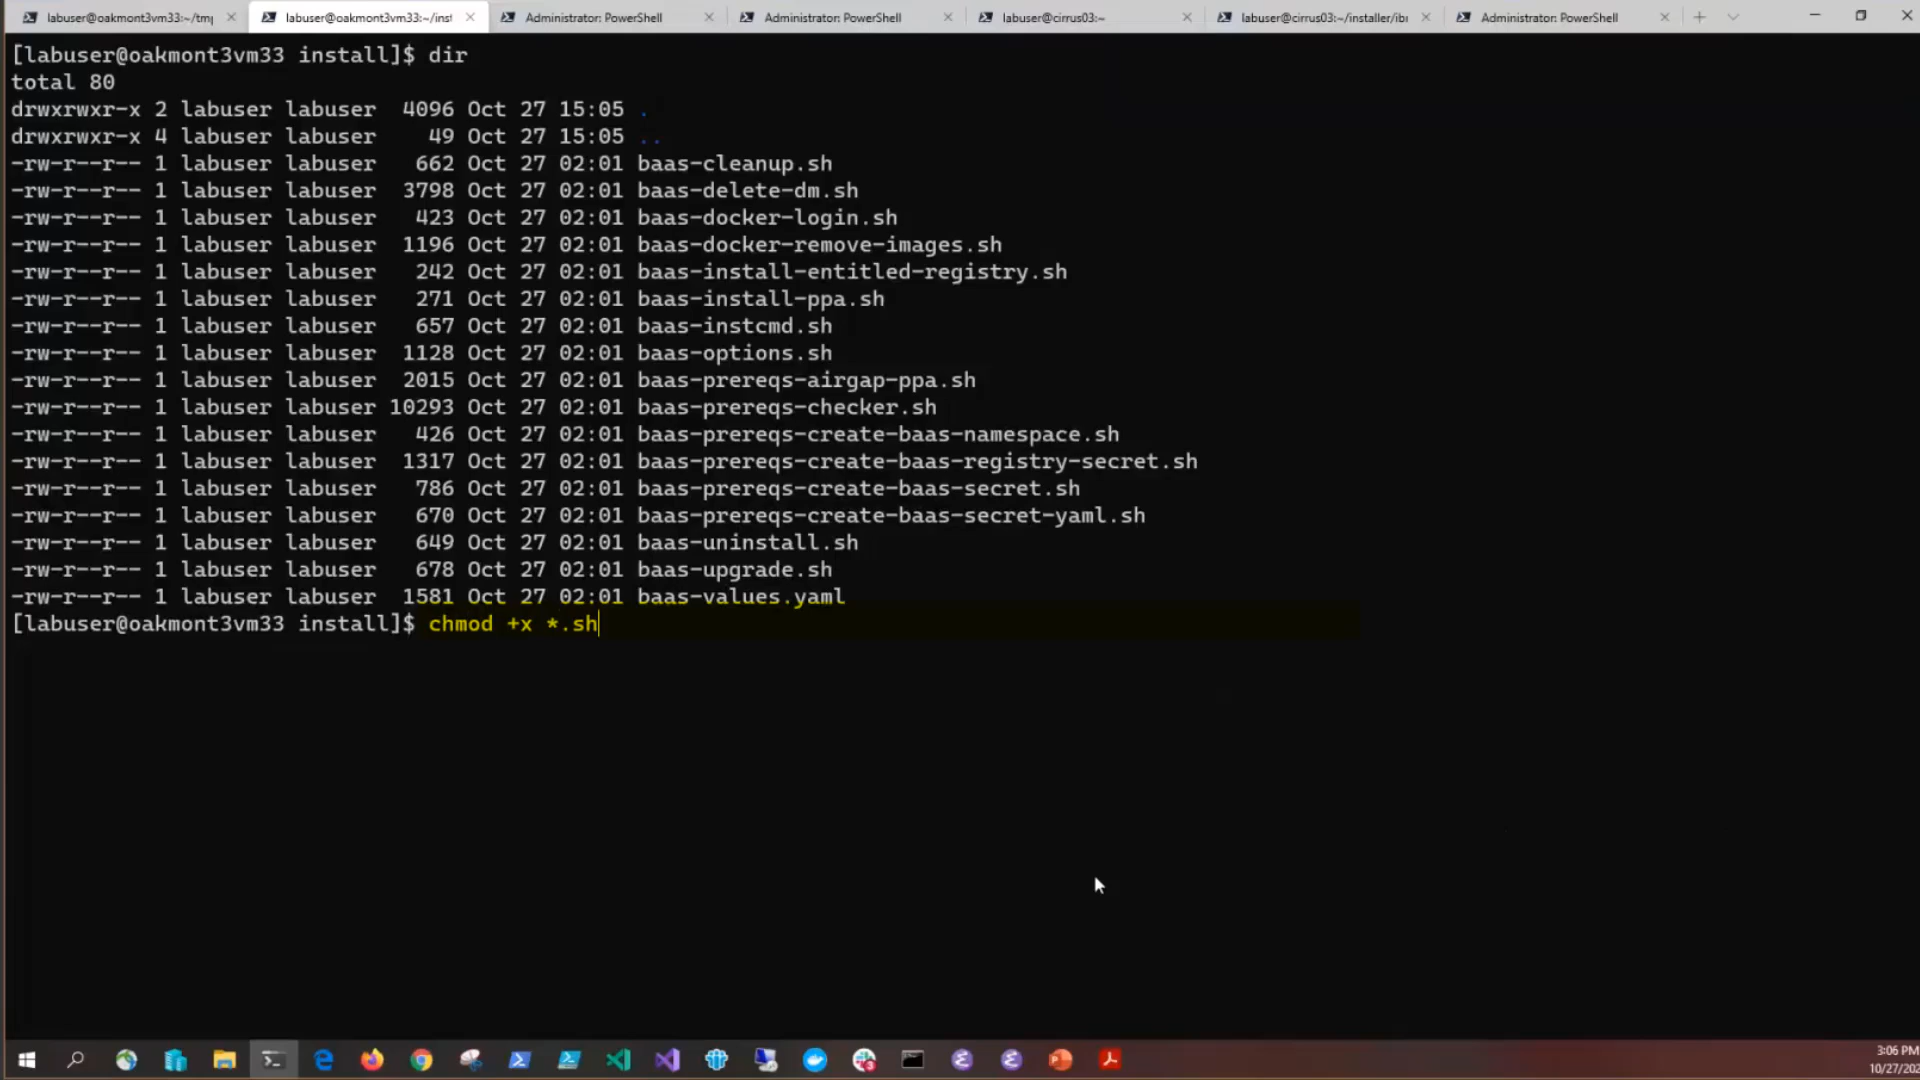 labuser@oakmont3vm33:~/tmp
labuser@oakmont3vm33:~/inst
Administrator: PowerShell
Administrator: PowerShell
labuser@cirrus03:~
labuser@cirrus03:~/installer/ibm
Administrator: PowerShell
[labuser@oakmont3vm33 install]$ dir
total 80
drwxrwxr-x 2 labuser labuser  4096 Oct 27 15:05 .
drwxrwxr-x 4 labuser labuser    49 Oct 27 15:05 ..
-rw-r--r-- 1 labuser labuser   662 Oct 27 02:01 baas-cleanup.sh
-rw-r--r-- 1 labuser labuser  3798 Oct 27 02:01 baas-delete-dm.sh
-rw-r--r-- 1 labuser labuser   423 Oct 27 02:01 baas-docker-login.sh
-rw-r--r-- 1 labuser labuser  1196 Oct 27 02:01 baas-docker-remove-images.sh
-rw-r--r-- 1 labuser labuser   242 Oct 27 02:01 baas-install-entitled-registry.sh
-rw-r--r-- 1 labuser labuser   271 Oct 27 02:01 baas-install-ppa.sh
-rw-r--r-- 1 labuser labuser   657 Oct 27 02:01 baas-instcmd.sh
-rw-r--r-- 1 labuser labuser  1128 Oct 27 02:01 baas-options.sh
-rw-r--r-- 1 labuser labuser  2015 Oct 27 02:01 baas-prereqs-airgap-ppa.sh
-rw-r--r-- 1 labuser labuser 10293 Oct 27 02:01 baas-prereqs-checker.sh
-rw-r--r-- 1 labuser labuser   426 Oct 27 02:01 baas-prereqs-create-baas-namespace.sh
-rw-r--r-- 1 labuser labuser  1317 Oct 27 02:01 baas-prereqs-create-baas-registry-secret.sh
-rw-r--r-- 1 labuser labuser   786 Oct 27 02:01 baas-prereqs-create-baas-secret.sh
-rw-r--r-- 1 labuser labuser   670 Oct 27 02:01 baas-prereqs-create-baas-secret-yaml.sh
-rw-r--r-- 1 labuser labuser   649 Oct 27 02:01 baas-uninstall.sh
-rw-r--r-- 1 labuser labuser   678 Oct 27 02:01 baas-upgrade.sh
-rw-r--r-- 1 labuser labuser  1581 Oct 27 02:01 baas-values.yaml
[labuser@oakmont3vm33 install]$ chmod +x *.sh
3:06 PM
10/27/202